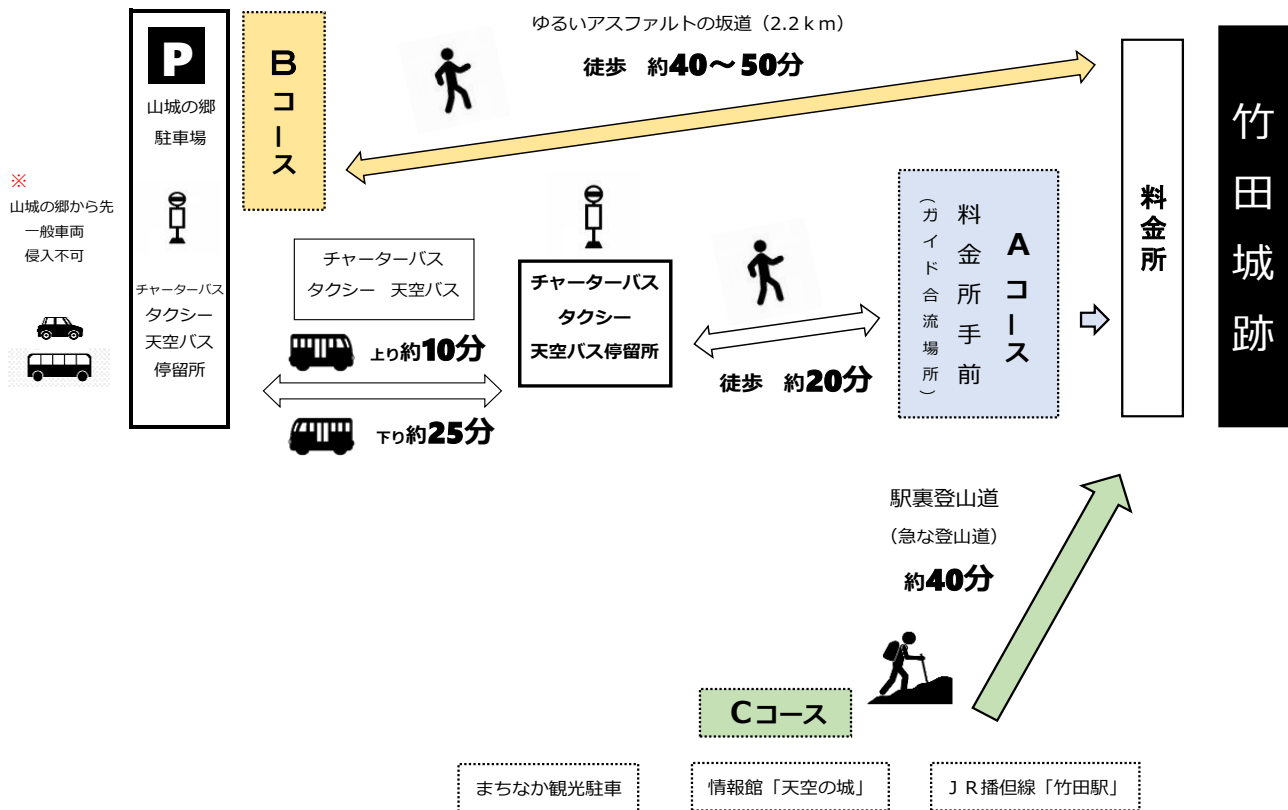 P
山城の郷
駐車場
※
山城の郷から先
一般車両
侵入不可
チャーターバス
タクシー
天空バス
停留所
Bコース
ゆるいアスファルトの坂道（2.2ｋｍ）
徒歩　約40～50分
チャーターバス
タクシー　天空バス
上り約10分
下り約25分
チャーターバス
タクシー
天空バス停留所
徒歩　約20分
Aコース
料金所手前
（ガイド合流場所）
料金所
竹田城跡
駅裏登山道
（急な登山道）
約40分
Cコース
まちなか観光駐車
情報館「天空の城」
ＪＲ播但線「竹田駅」